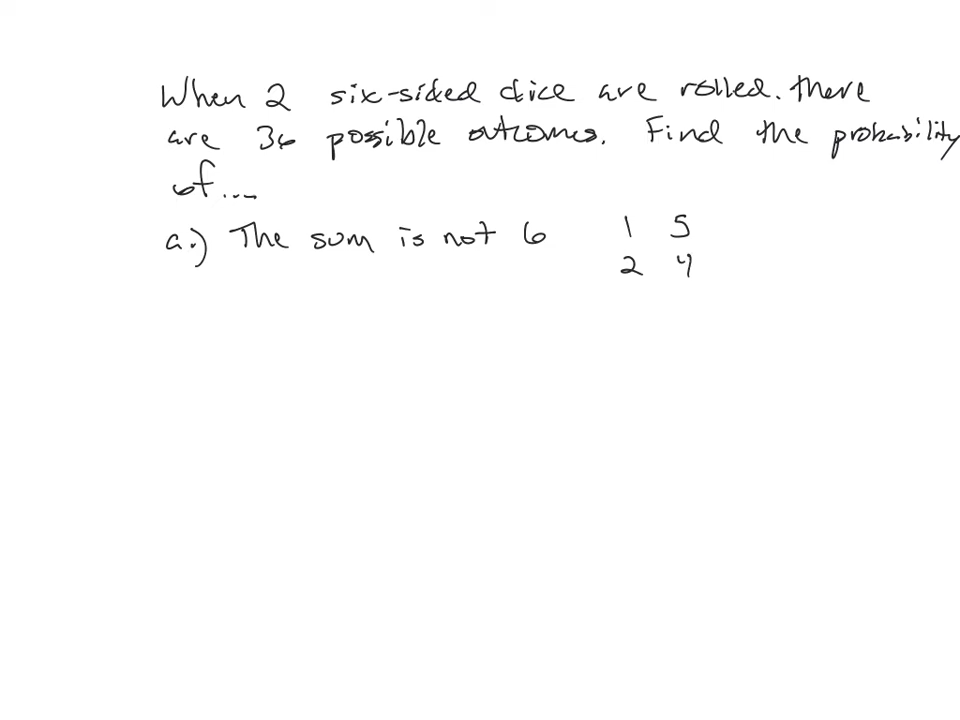 When 2 six-sided dice are rolled. there
are 36 possible outcomes. Find the probability
of....
a.) The sum is not 6 1 5
2 4